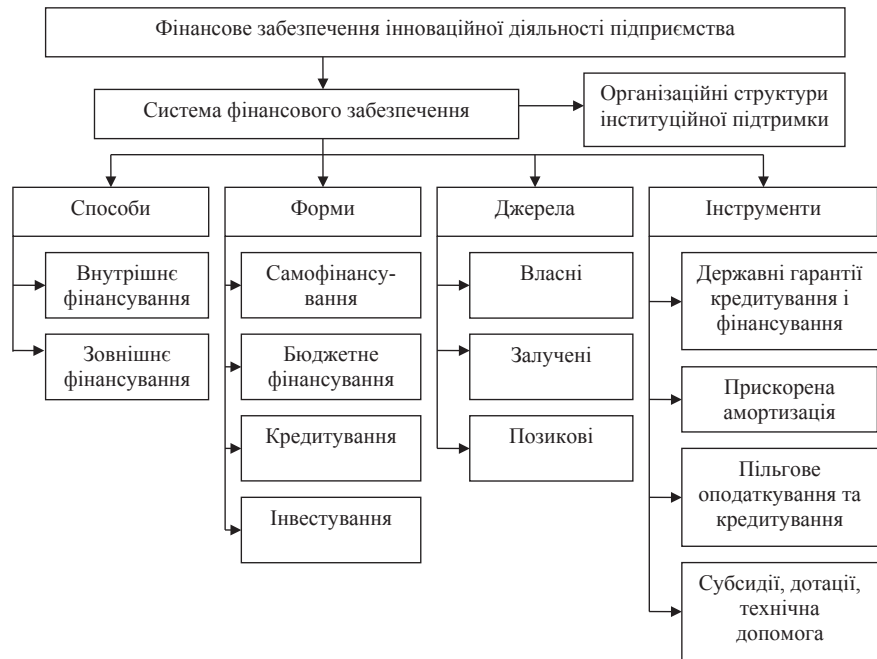 Фінансове забезпечення інноваційної діяльності підприємства
Система фінансового забезпечення
Організаційні структури
інституційної підтримки
Способи
Внутрішнє
фінансування
Зовнішнє
фінансування
Форми
Самофінансу-
вання
Бюджетне
фінансування
Кредитування
Інвестування
Джерела
Власні
Залучені
Позикові
Інструменти
Державні гарантії
кредитування і
фінансування
Прискорена
амортизація
Пільгове
оподаткування та
кредитування
Субсидії, дотації,
технічна
допомога